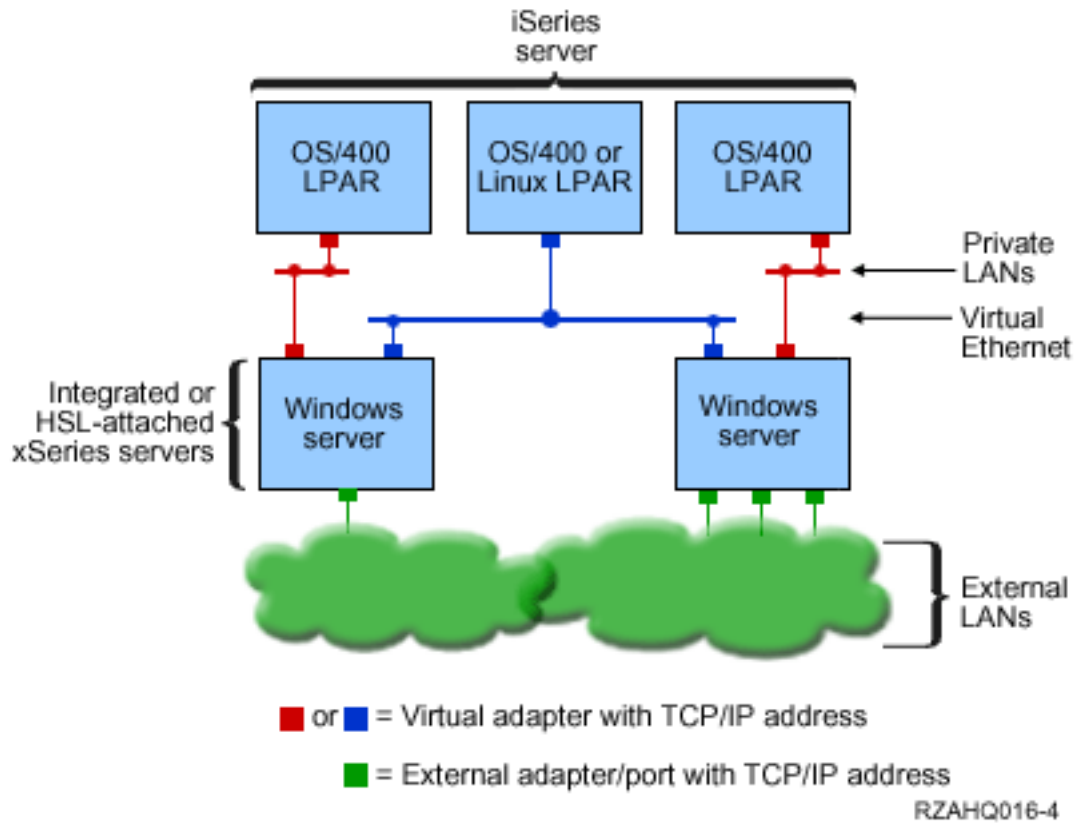 iSeries
server
OS/400
LPAR
OS/400 or
Linux LPAR
OS/400
LPAR
Private
LANs
Virtual
Ethernet
Integrated or
HSL-attached
xSeries servers
Windows
server
Windows
server
External
LANs
or = Virtual adapter with TCP/IP address
= External adapter/port with TCP/IP address
RZAHQ016-4